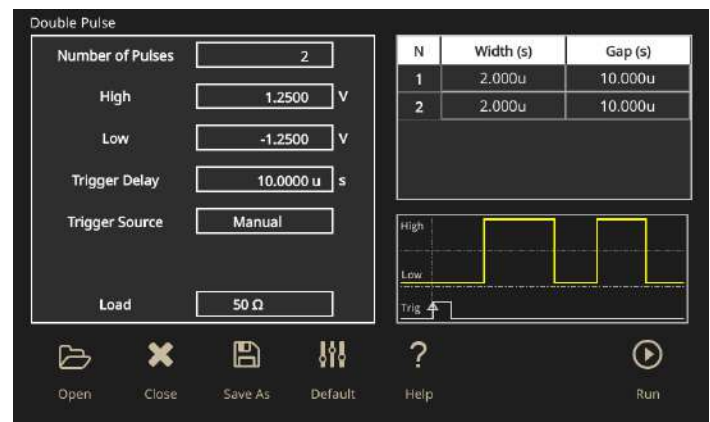 Double Pulse
Number of Pulses 2
High 1.2500 V
Low -1.2500 V
Trigger Delay 10.0000 u s
Trigger Source Manual
Load 50 Ω
N Width (s) Gap (s)
1 2.000u 10.000u
2 2.000u 10.000u
High
Low
Trig
Open Close Save As Default Help Run